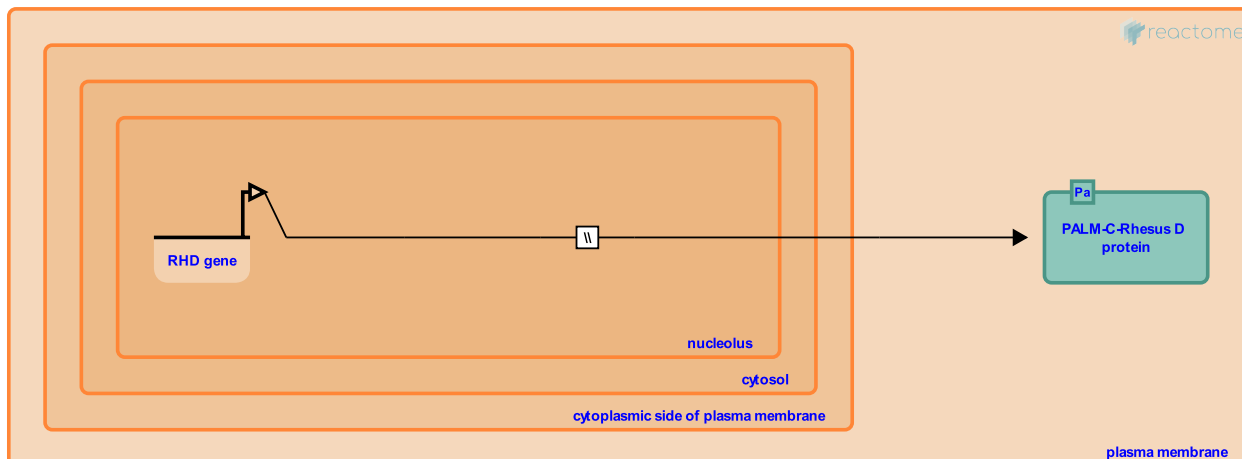 reactome
Pa
PALM-C-Rhesus D
protein
\\
RHD gene
nucleolus
cytosol
cytoplasmic side of plasma membrane
plasma membrane